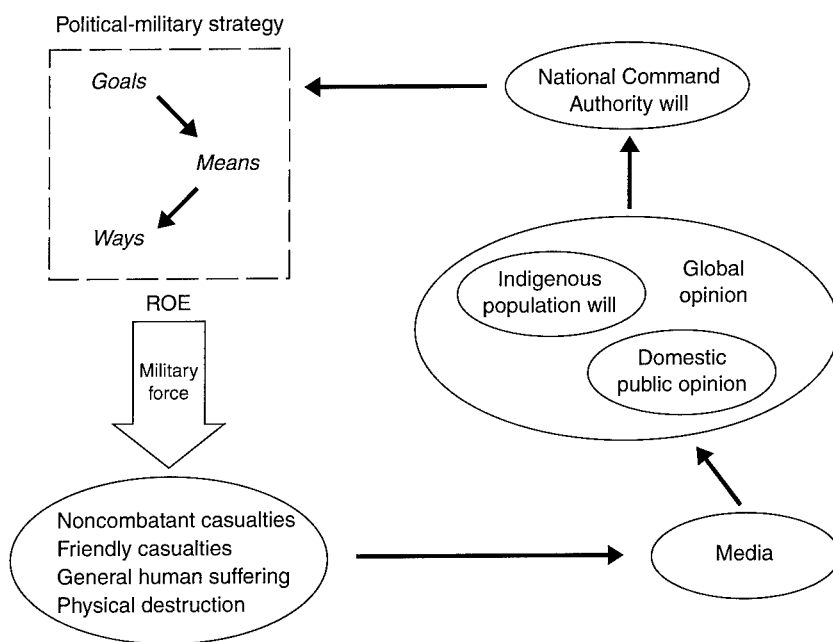 Political-military strategy
Goals
Means
Ways
ROE
Military
force
Noncombatant casualties
Friendly casualties
General human suffering
Physical destruction
National Command
Authority will
Indigenous
population will
Global
opinion
Domestic
public opinion
Media